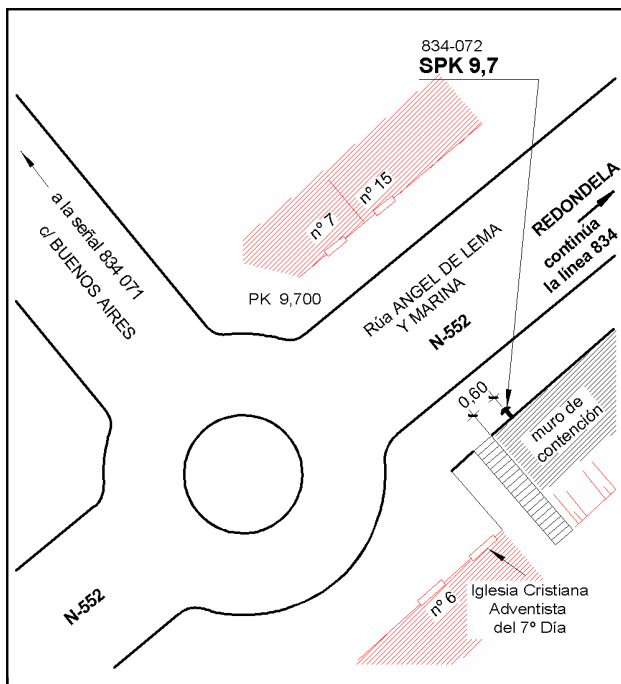 834-072
SPK 9,7
a la señal 834 071
c/ BUENOS AIRES
nº 7
nº 15
PK 9,700
Rúa ANGEL DE LEMA
Y MARINA
N-552
REDONDELA
continúa
la línea 834
0,60
muro de
contención
N-552
nº 6
Iglesia Cristiana
Adventista
del 7º Día